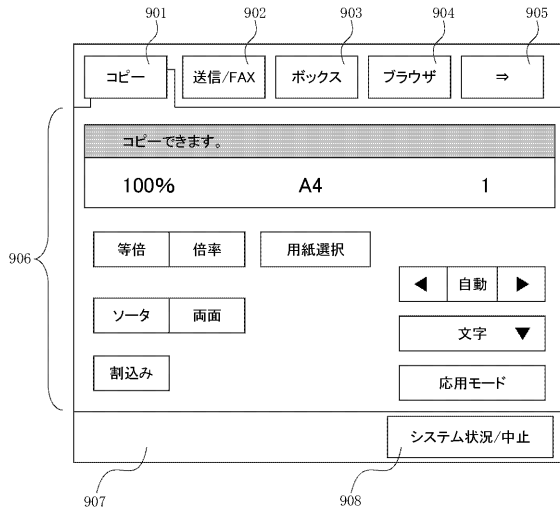 901 902 903 904 905
コピー 送信/FAX ボックス ブラウザ ⇒
コピーできます。
100% A4 1
906
等倍 倍率 用紙選択
◀ 自動 ▶
ソータ 両面
文字 ▼
割込み
応用モード
システム状況/中止
907 908